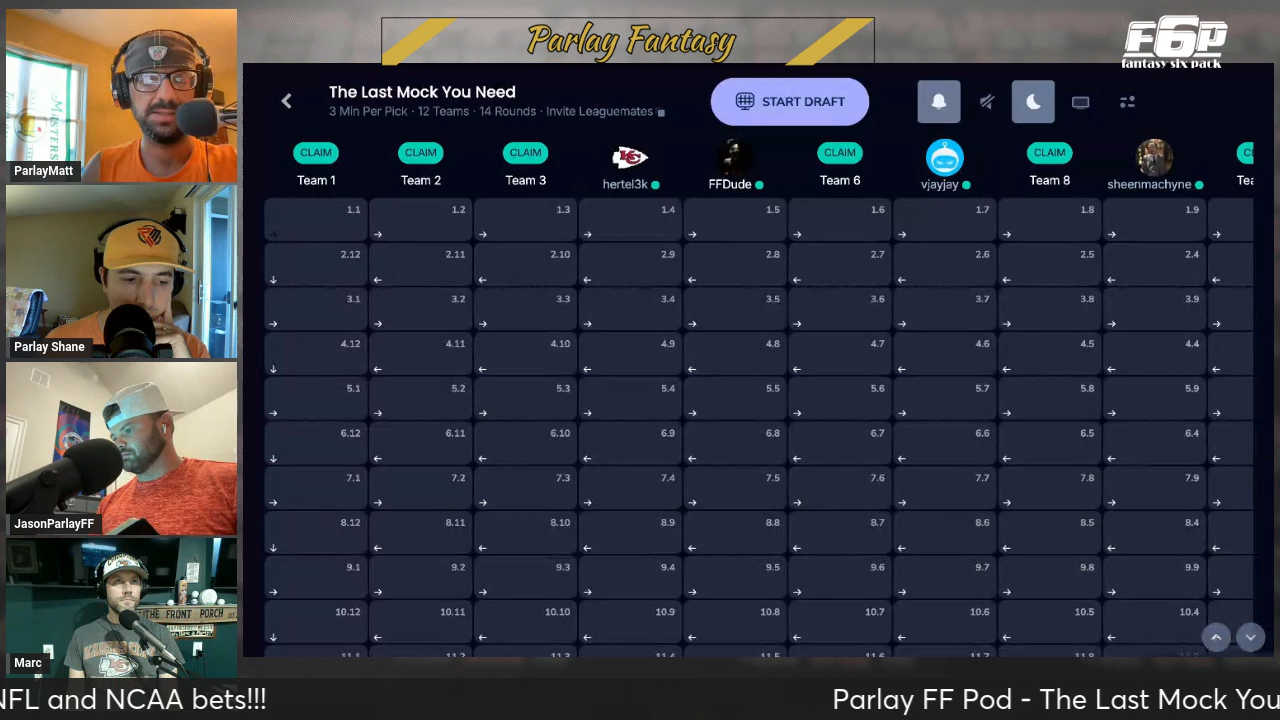 Parlay Fantasy
F6P
fantasy six pack
ParlayMatt
Parlay Shane
JasonParlayFF
THE FRONT PORCH
Marc
The Last Mock You Need
3 Min Per Pick · 12 Teams · 14 Rounds · Invite Leaguemates
START DRAFT
CLAIM CLAIM CLAIM CLAIM CLAIM
Team 1 Team 2 Team 3 hertel3k FFDude Team 6 vjayjay Team 8 sheenmachyne
1.1 1.2 1.3 1.4 1.5 1.6 1.7 1.8 1.9
2.12 2.11 2.10 2.9 2.8 2.7 2.6 2.5 2.4
3.1 3.2 3.3 3.4 3.5 3.6 3.7 3.8 3.9
4.12 4.11 4.10 4.9 4.8 4.7 4.6 4.5 4.4
5.1 5.2 5.3 5.4 5.5 5.6 5.7 5.8 5.9
6.12 6.11 6.10 6.9 6.8 6.7 6.6 6.5 6.4
7.1 7.2 7.3 7.4 7.5 7.6 7.7 7.8 7.9
8.12 8.11 8.10 8.9 8.8 8.7 8.6 8.5 8.4
9.1 9.2 9.3 9.4 9.5 9.6 9.7 9.8 9.9
10.12 10.11 10.10 10.9 10.8 10.7 10.6 10.5 10.4
NFL and NCAA bets!!!
Parlay FF Pod - The Last Mock You